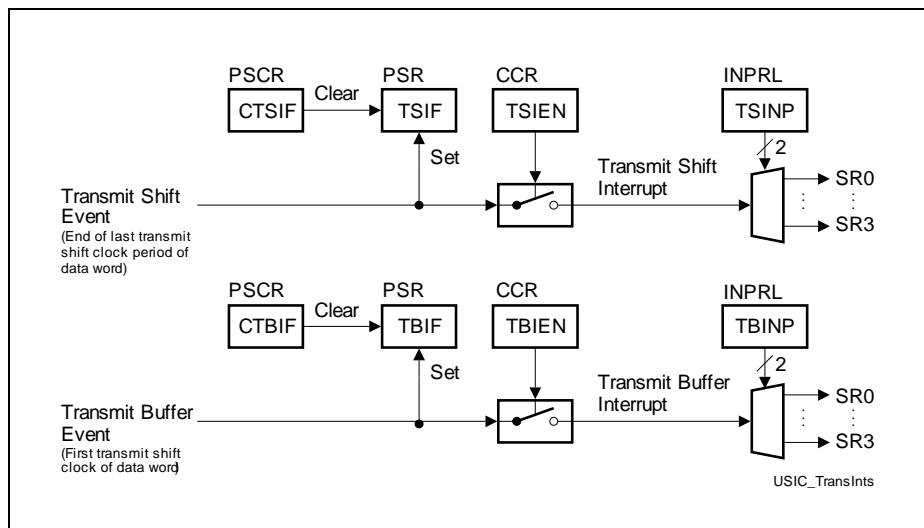 PSCR PSR CCR INPRL
Clear
CTSIF TSIF TSIEN TSINP
2
Set
Transmit Shift
Interrupt
SR0
SR3
Transmit Shift
Event
(End of last transmit
shift clock period of
data word)
PSCR PSR CCR INPRL
Clear
CTBIF TBIF TBIEN TBINP
2
Set
Transmit Buffer
Interrupt
SR0
SR3
Transmit Buffer
Event
(First transmit shift
clock of data word)
USIC_TransInts